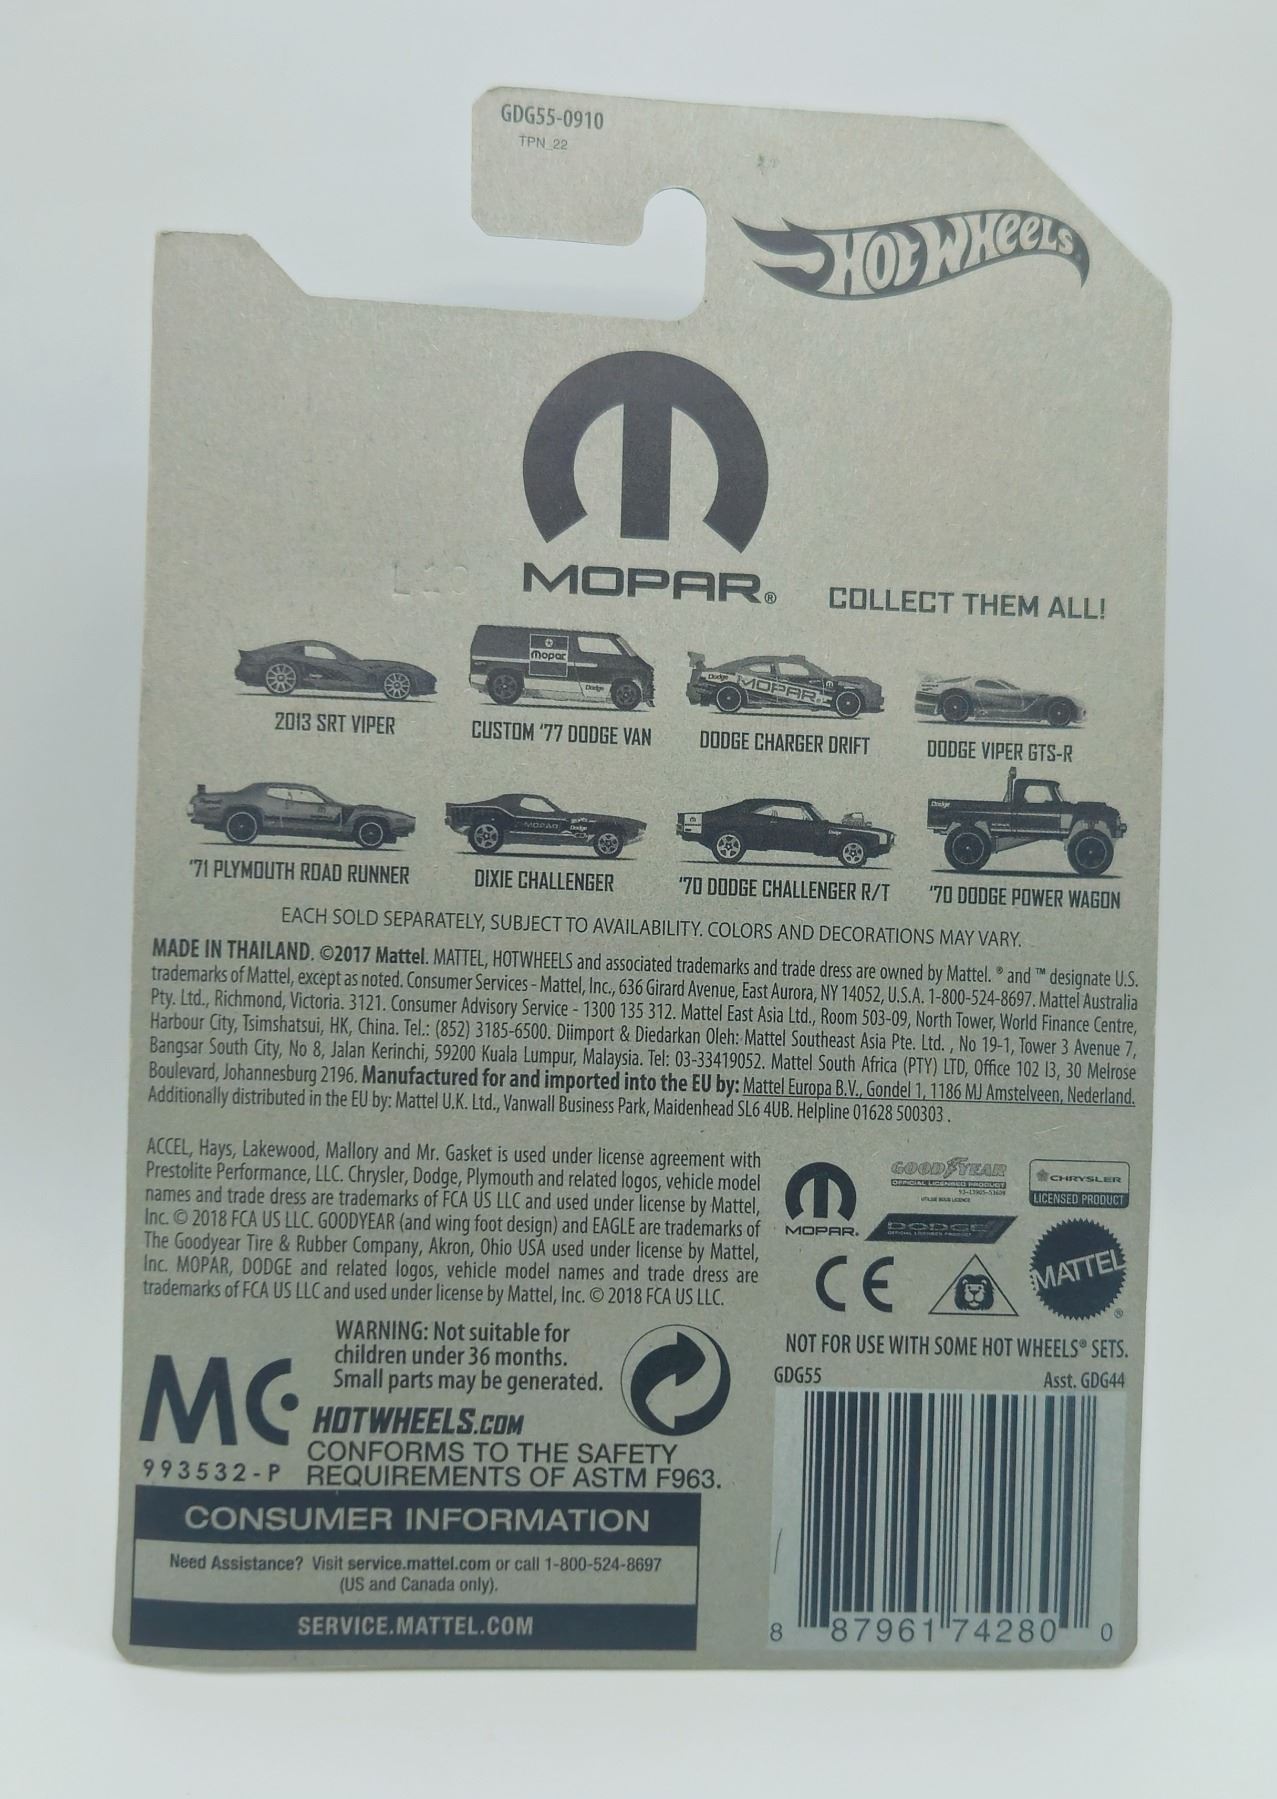 GDG55-0910
TPN_22
HOT WHEELS
MOPAR®
COLLECT THEM ALL!
Mopar
Dodge
Dodge
MOPAR
2013 SRT VIPER
CUSTOM '77 DODGE VAN
DODGE CHARGER DRIFT
DODGE VIPER GTS-R
MOPAR
Dodge
Dodge
Dodge
'71 PLYMOUTH ROAD RUNNER
DIXIE CHALLENGER
'70 DODGE CHALLENGER R/T
'70 DODGE POWER WAGON
EACH SOLD SEPARATELY, SUBJECT TO AVAILABILITY. COLORS AND DECORATIONS MAY VARY.
MADE IN THAILAND. ©2017 Mattel. MATTEL, HOTWHEELS and associated trademarks and trade dress are owned by Mattel. ® and ™ designate U.S.
trademarks of Mattel, except as noted. Consumer Services - Mattel, Inc., 636 Girard Avenue, East Aurora, NY 14052, U.S.A. 1-800-524-8697. Mattel Australia
Pty. Ltd., Richmond, Victoria. 3121. Consumer Advisory Service - 1300 135 312. Mattel East Asia Ltd., Room 503-09, North Tower, World Finance Centre,
Harbour City, Tsimshatsui, HK, China. Tel.: (852) 3185-6500. Diimport & Diedarkan Oleh: Mattel Southeast Asia Pte. Ltd. , No 19-1, Tower 3 Avenue 7,
Bangsar South City, No 8, Jalan Kerinchi, 59200 Kuala Lumpur, Malaysia. Tel: 03-33419052. Mattel South Africa (PTY) LTD, Office 102 I3, 30 Melrose
Boulevard, Johannesburg 2196. Manufactured for and imported into the EU by: Mattel Europa B.V., Gondel 1, 1186 MJ Amstelveen, Nederland.
Additionally distributed in the EU by: Mattel U.K. Ltd., Vanwall Business Park, Maidenhead SL6 4UB. Helpline 01628 500303 .
ACCEL, Hays, Lakewood, Mallory and Mr. Gasket is used under license agreement with
Prestolite Performance, LLC. Chrysler, Dodge, Plymouth and related logos, vehicle model
names and trade dress are trademarks of FCA US LLC and used under license by Mattel,
Inc. © 2018 FCA US LLC. GOODYEAR (and wing foot design) and EAGLE are trademarks of
The Goodyear Tire & Rubber Company, Akron, Ohio USA used under license by Mattel,
Inc. MOPAR, DODGE and related logos, vehicle model names and trade dress are
trademarks of FCA US LLC and used under license by Mattel, Inc. © 2018 FCA US LLC.
MOPAR.
GOODYEAR
OFFICIAL LICENSED PRODUCT
UTILISÉ SOUS LICENCE
CHRYSLER
LICENSED PRODUCT
DODGE
OFFICIAL LICENSED PRODUCT
CE
MATTEL®
WARNING: Not suitable for
children under 36 months.
Small parts may be generated.
MC
HOTWHEELS.COM
993532-P
CONFORMS TO THE SAFETY
REQUIREMENTS OF ASTM F963.
NOT FOR USE WITH SOME HOT WHEELS® SETS.
GDG55
Asst. GDG44
8 87961 74280 0
CONSUMER INFORMATION
Need Assistance? Visit service.mattel.com or call 1-800-524-8697
(US and Canada only).
SERVICE.MATTEL.COM